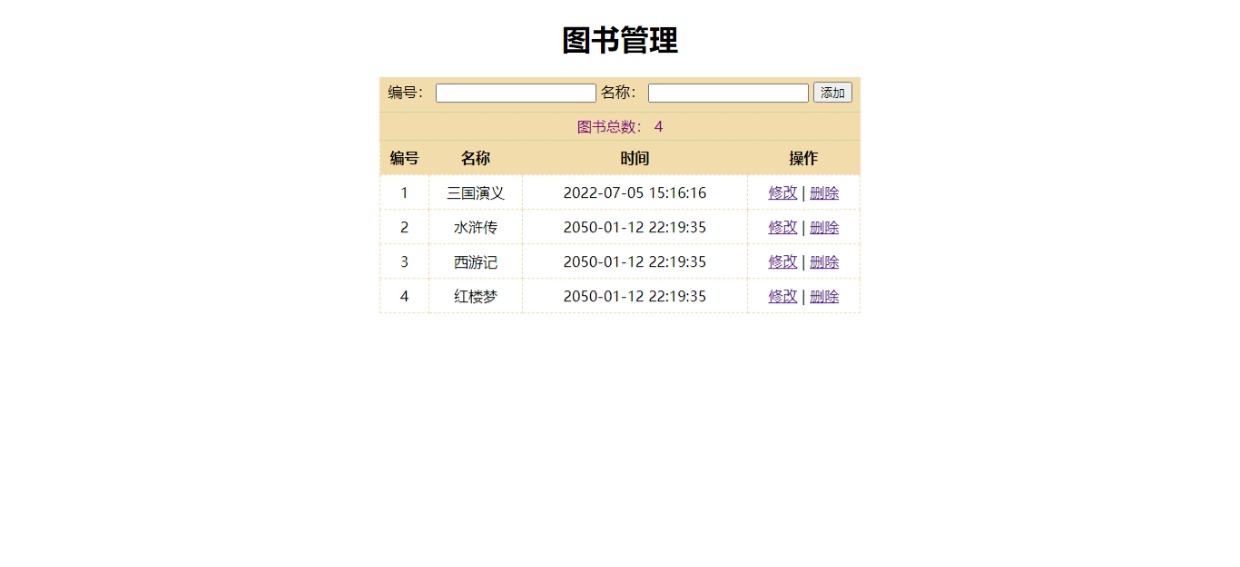 图书管理
编号： 名称： 添加
图书总数： 4
编号 名称 时间 操作
1 三国演义 2022-07-05 15:16:16 修改 | 删除
2 水浒传 2050-01-12 22:19:35 修改 | 删除
3 西游记 2050-01-12 22:19:35 修改 | 删除
4 红楼梦 2050-01-12 22:19:35 修改 | 删除